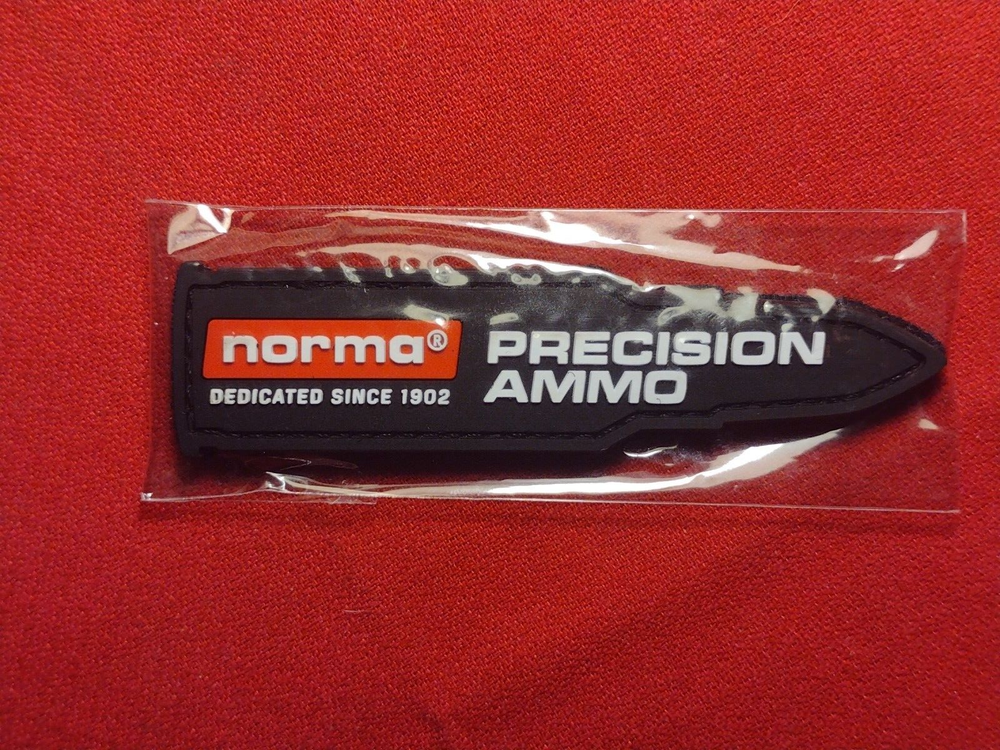 norma®
DEDICATED SINCE 1902
PRECISION
AMMO